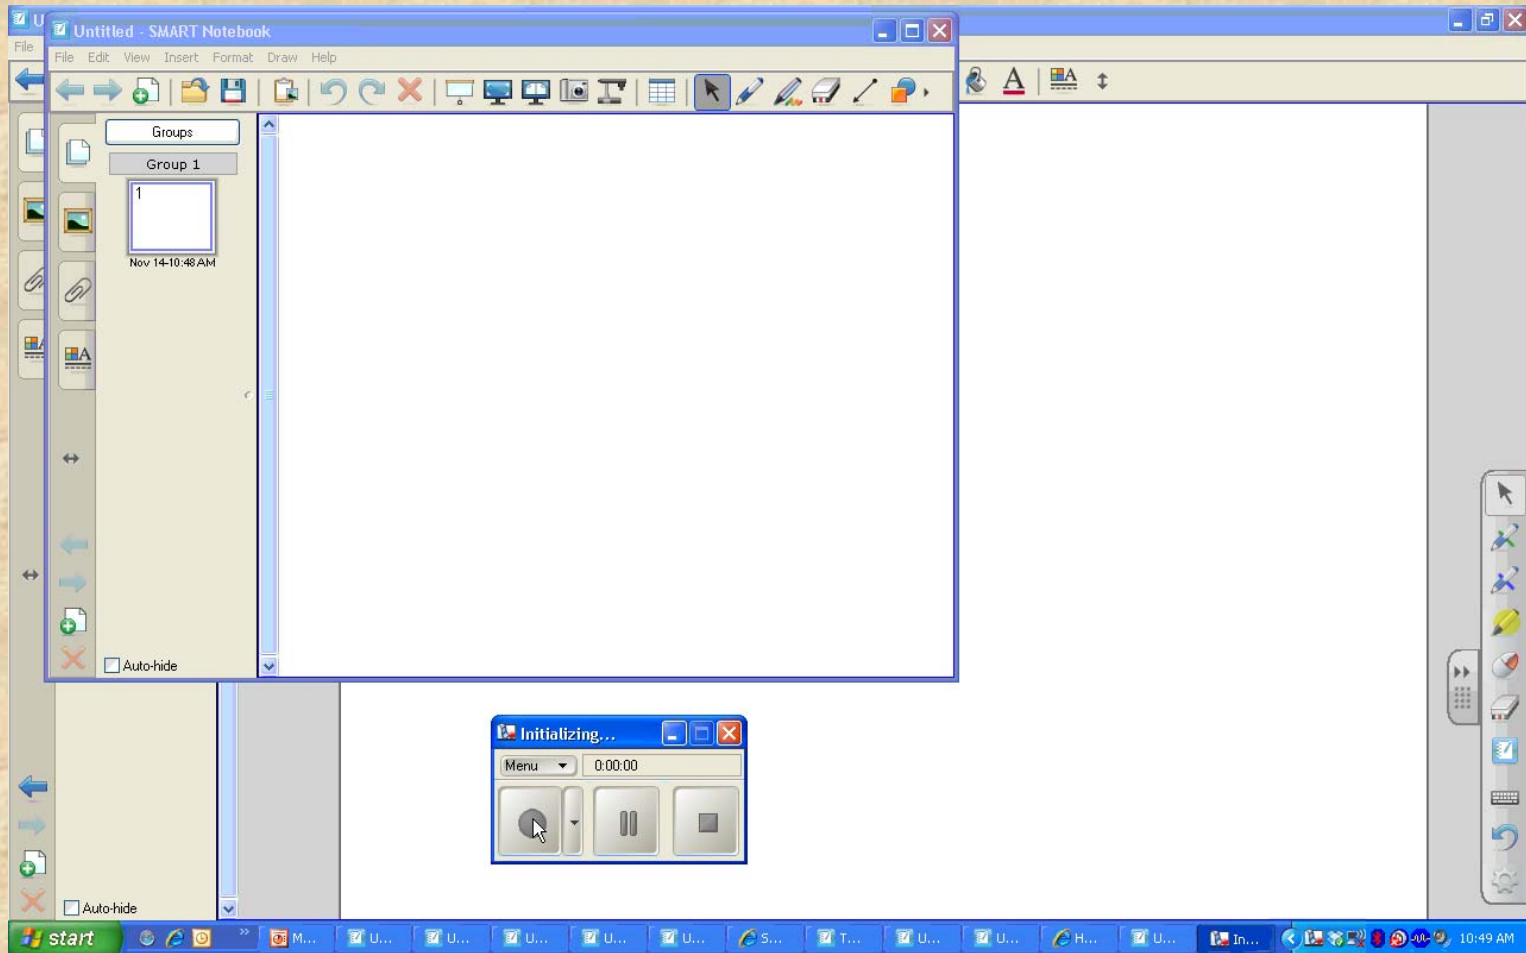 U
Untitled - SMART Notebook
File
File Edit View Insert Format Draw Help
Groups
Group 1
1
Nov 14-10:48 AM
Auto-hide
Initializing...
Menu 0:00:00
Auto-hide
start M... U... U... U... U... U... S... T... U... U... H... U... In... 10:49 AM